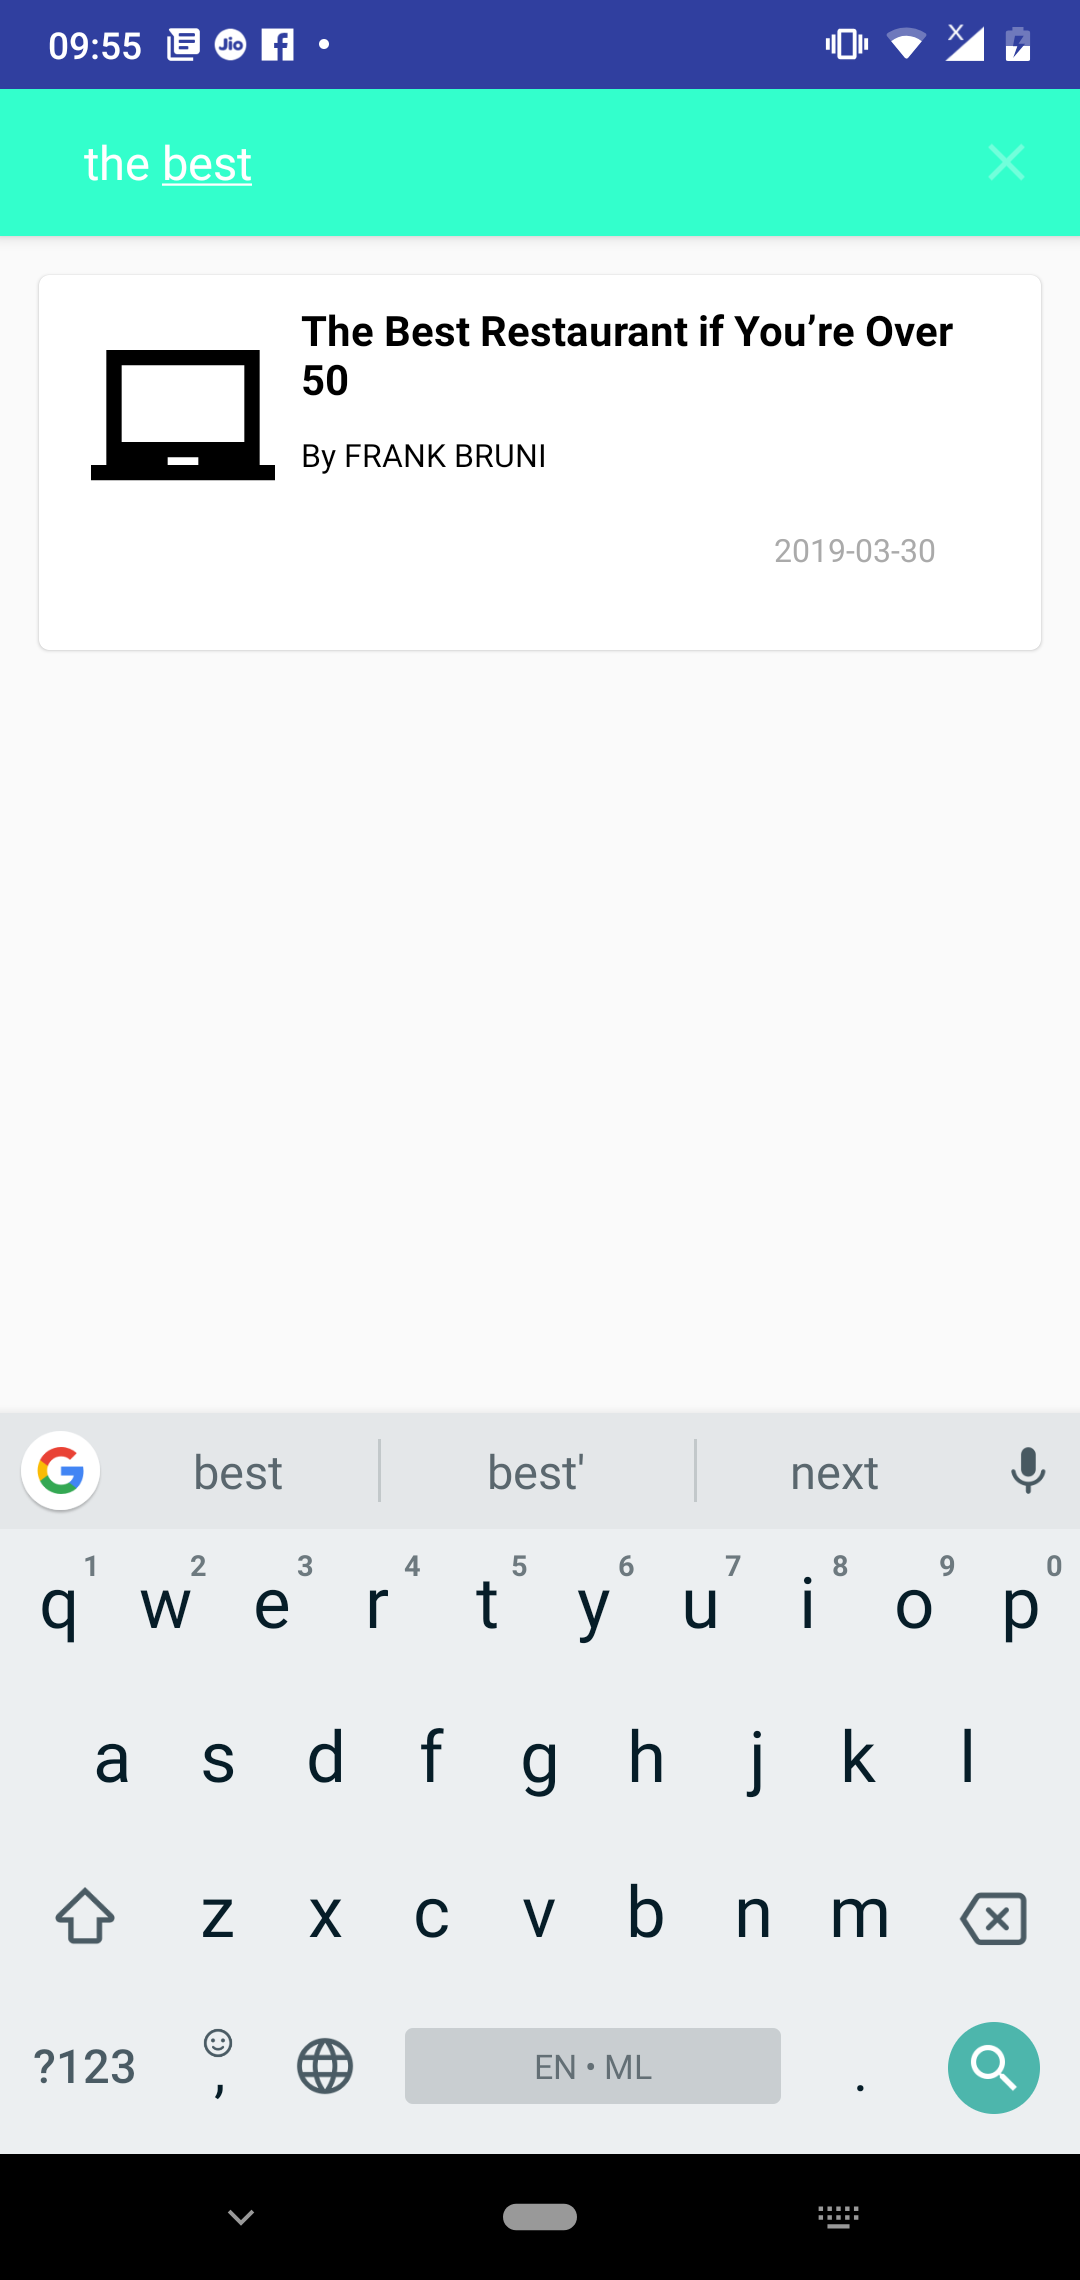 09:55 Jio
the best
The Best Restaurant if You’re Over
50
By FRANK BRUNI
2019-03-30
best best' next
1 2 3 4 5 6 7 8 9 0
q w e r t y u i o p
a s d f g h j k l
z x c v b n m
?123 , EN • ML .